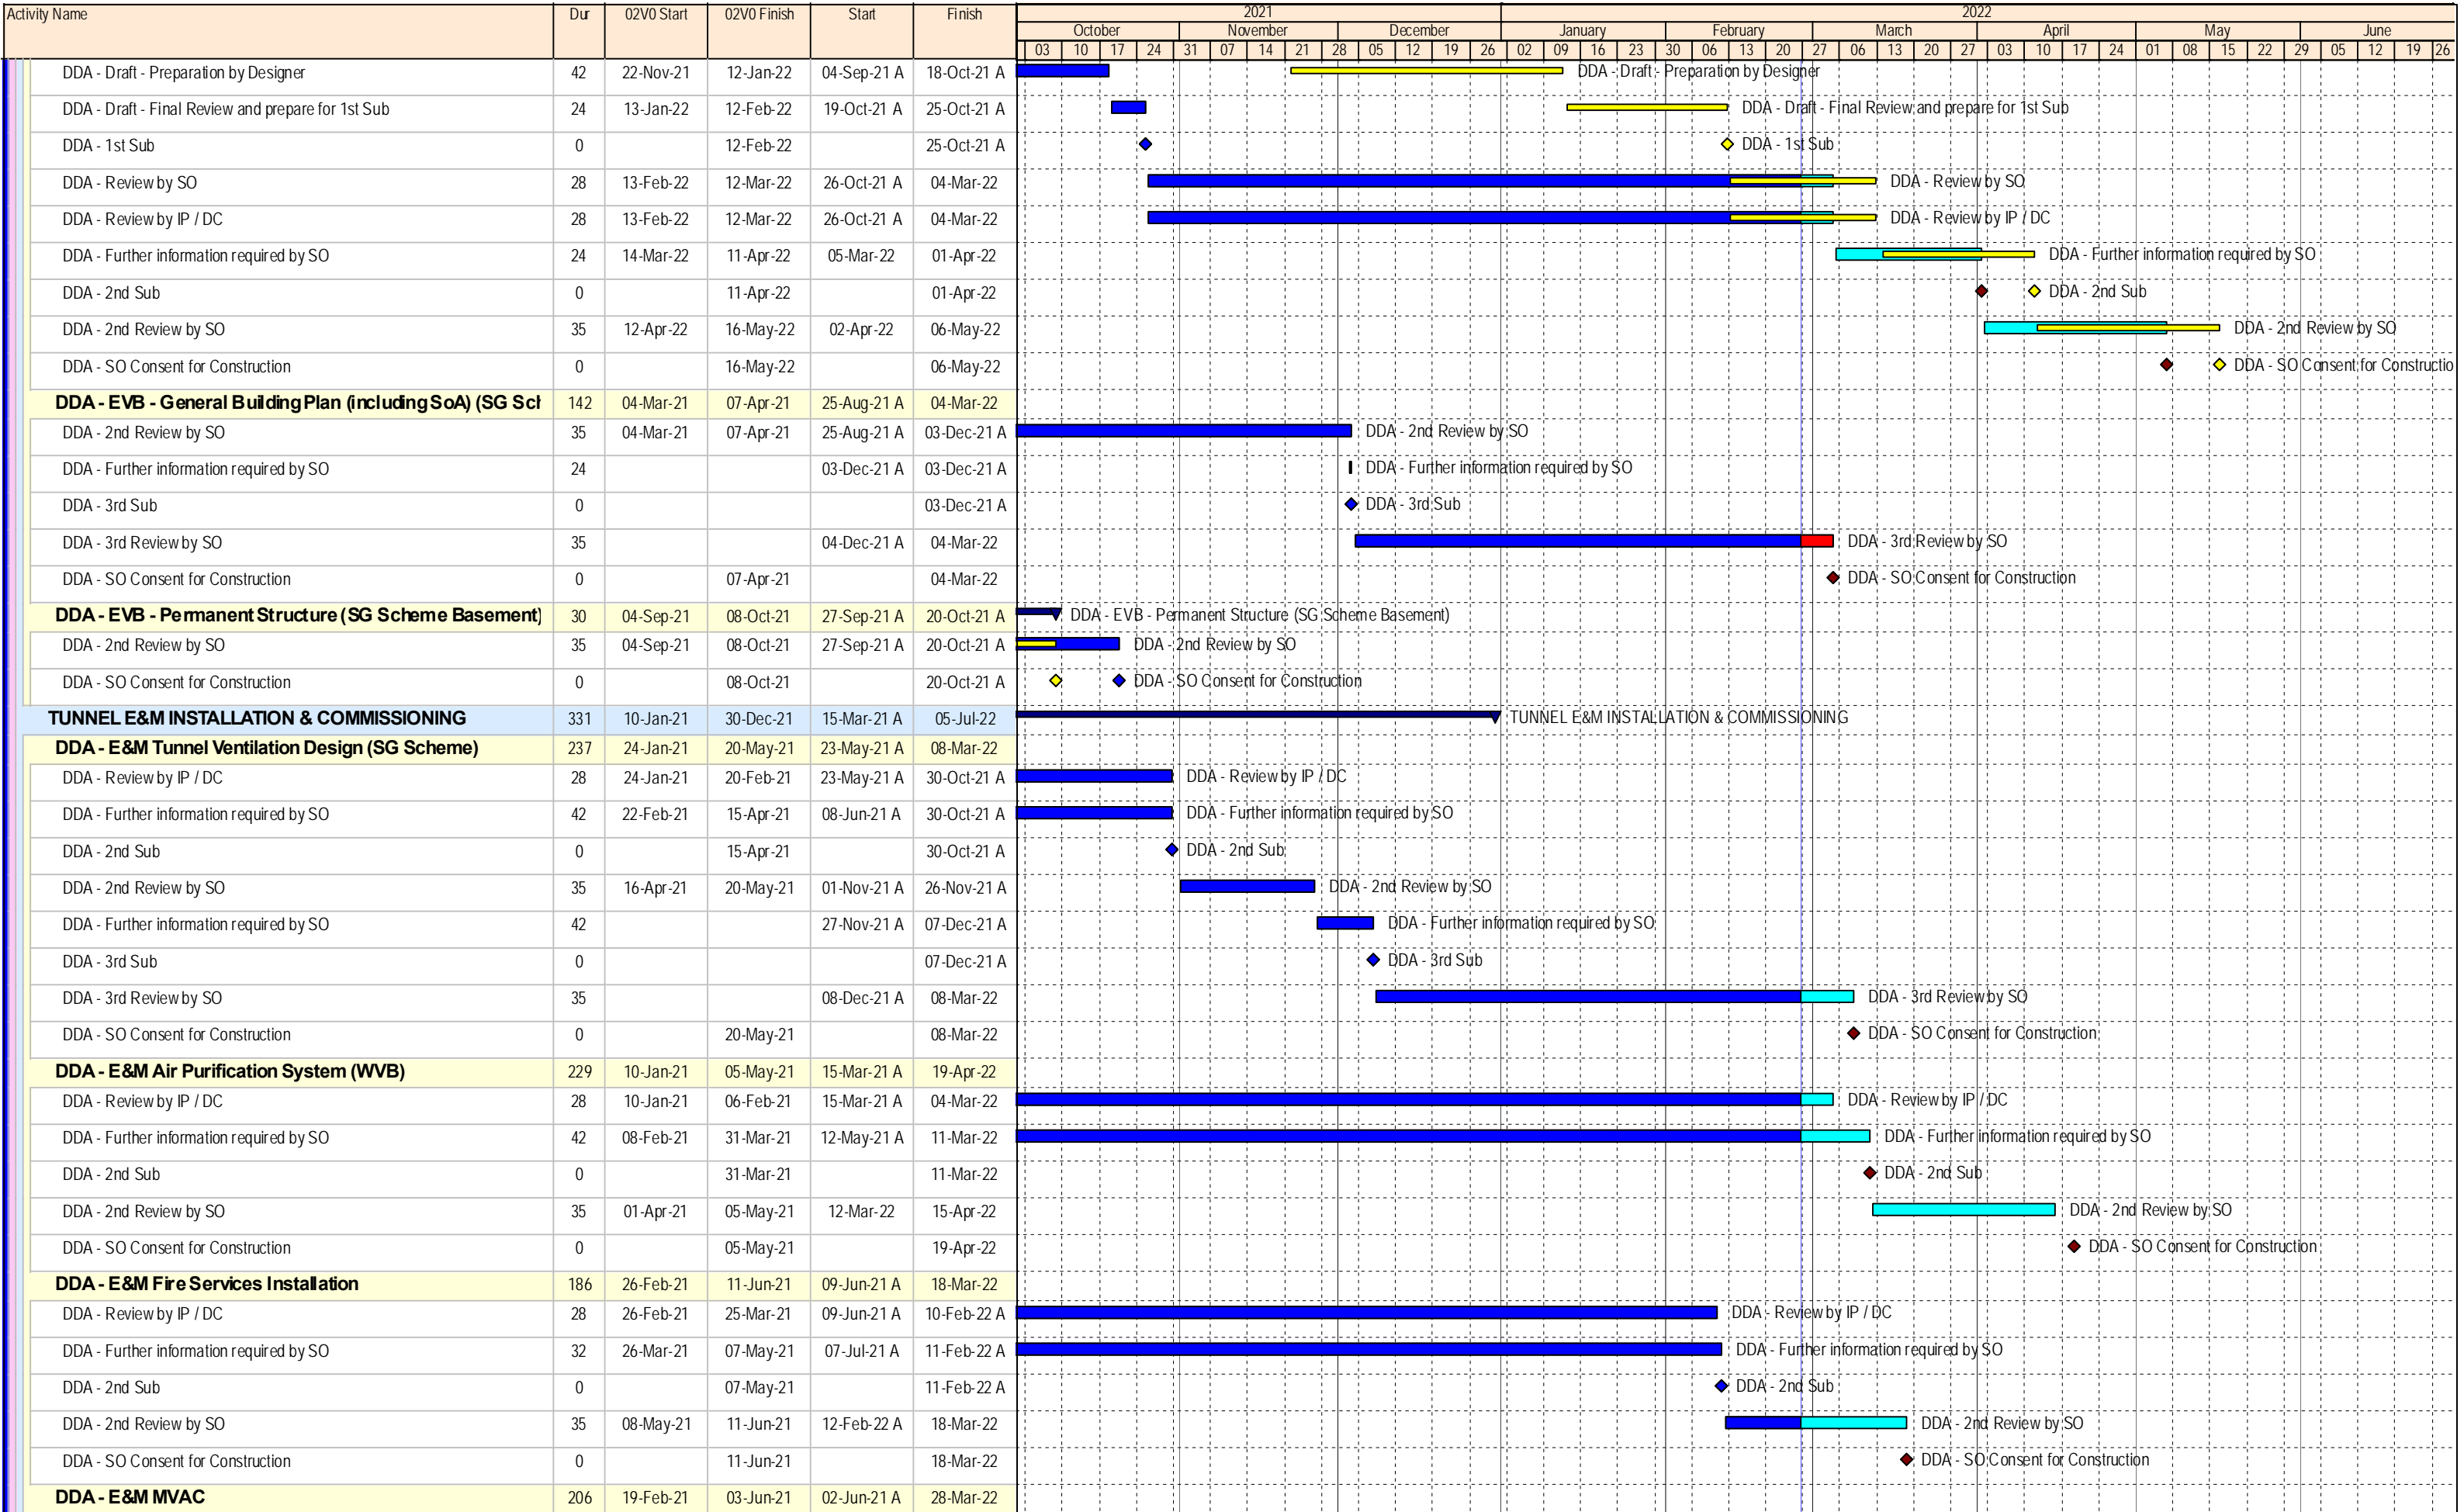 Activity Name Dur 02V0 Start 02V0 Finish Start Finish 2021 2022
October November December January February March April May June
03 10 17 24 31 07 14 21 28 05 12 19 26 02 09 16 23 30 06 13 20 27 06 13 20 27 03 10 17 24 01 08 15 22 29 05 12 19 26
DDA - Draft - Preparation by Designer 42 22-Nov-21 12-Jan-22 04-Sep-21 A 18-Oct-21 A DDA - Draft - Preparation by Designer
DDA - Draft - Final Review and prepare for 1st Sub 24 13-Jan-22 12-Feb-22 19-Oct-21 A 25-Oct-21 A DDA - Draft - Final Review and prepare for 1st Sub
DDA - 1st Sub 0 12-Feb-22 25-Oct-21 A DDA - 1st Sub
DDA - Review by SO 28 13-Feb-22 12-Mar-22 26-Oct-21 A 04-Mar-22 DDA - Review by SO
DDA - Review by IP / DC 28 13-Feb-22 12-Mar-22 26-Oct-21 A 04-Mar-22 DDA - Review by IP / DC
DDA - Further information required by SO 24 14-Mar-22 11-Apr-22 05-Mar-22 01-Apr-22 DDA - Further information required by SO
DDA - 2nd Sub 0 11-Apr-22 01-Apr-22 DDA - 2nd Sub
DDA - 2nd Review by SO 35 12-Apr-22 16-May-22 02-Apr-22 06-May-22 DDA - 2nd Review by SO
DDA - SO Consent for Construction 0 16-May-22 06-May-22 DDA - SO Consent for Constructio
DDA - EVB - General Building Plan (including SoA) (SG Sch 142 04-Mar-21 07-Apr-21 25-Aug-21 A 04-Mar-22
DDA - 2nd Review by SO 35 04-Mar-21 07-Apr-21 25-Aug-21 A 03-Dec-21 A DDA - 2nd Review by SO
DDA - Further information required by SO 24 03-Dec-21 A 03-Dec-21 A DDA - Further information required by SO
DDA - 3rd Sub 0 03-Dec-21 A DDA - 3rd Sub
DDA - 3rd Review by SO 35 04-Dec-21 A 04-Mar-22 DDA - 3rd Review by SO
DDA - SO Consent for Construction 0 07-Apr-21 04-Mar-22 DDA - SO Consent for Construction
DDA - EVB - Permanent Structure (SG Scheme Basement) 30 04-Sep-21 08-Oct-21 27-Sep-21 A 20-Oct-21 A DDA - EVB - Permanent Structure (SG Scheme Basement)
DDA - 2nd Review by SO 35 04-Sep-21 08-Oct-21 27-Sep-21 A 20-Oct-21 A DDA - 2nd Review by SO
DDA - SO Consent for Construction 0 08-Oct-21 20-Oct-21 A DDA - SO Consent for Construction
TUNNEL E&M INSTALLATION & COMMISSIONING 331 10-Jan-21 30-Dec-21 15-Mar-21 A 05-Jul-22 TUNNEL E&M INSTALLATION & COMMISSIONING
DDA - E&M Tunnel Ventilation Design (SG Scheme) 237 24-Jan-21 20-May-21 23-May-21 A 08-Mar-22
DDA - Review by IP / DC 28 24-Jan-21 20-Feb-21 23-May-21 A 30-Oct-21 A DDA - Review by IP / DC
DDA - Further information required by SO 42 22-Feb-21 15-Apr-21 08-Jun-21 A 30-Oct-21 A DDA - Further information required by SO
DDA - 2nd Sub 0 15-Apr-21 30-Oct-21 A DDA - 2nd Sub
DDA - 2nd Review by SO 35 16-Apr-21 20-May-21 01-Nov-21 A 26-Nov-21 A DDA - 2nd Review by SO
DDA - Further information required by SO 42 27-Nov-21 A 07-Dec-21 A DDA - Further information required by SO
DDA - 3rd Sub 0 07-Dec-21 A DDA - 3rd Sub
DDA - 3rd Review by SO 35 08-Dec-21 A 08-Mar-22 DDA - 3rd Review by SO
DDA - SO Consent for Construction 0 20-May-21 08-Mar-22 DDA - SO Consent for Construction
DDA - E&M Air Purification System (WVB) 229 10-Jan-21 05-May-21 15-Mar-21 A 19-Apr-22
DDA - Review by IP / DC 28 10-Jan-21 06-Feb-21 15-Mar-21 A 04-Mar-22 DDA - Review by IP / DC
DDA - Further information required by SO 42 08-Feb-21 31-Mar-21 12-May-21 A 11-Mar-22 DDA - Further information required by SO
DDA - 2nd Sub 0 31-Mar-21 11-Mar-22 DDA - 2nd Sub
DDA - 2nd Review by SO 35 01-Apr-21 05-May-21 12-Mar-22 15-Apr-22 DDA - 2nd Review by SO
DDA - SO Consent for Construction 0 05-May-21 19-Apr-22 DDA - SO Consent for Construction
DDA - E&M Fire Services Installation 186 26-Feb-21 11-Jun-21 09-Jun-21 A 18-Mar-22
DDA - Review by IP / DC 28 26-Feb-21 25-Mar-21 09-Jun-21 A 10-Feb-22 A DDA - Review by IP / DC
DDA - Further information required by SO 32 26-Mar-21 07-May-21 07-Jul-21 A 11-Feb-22 A DDA - Further information required by SO
DDA - 2nd Sub 0 07-May-21 11-Feb-22 A DDA - 2nd Sub
DDA - 2nd Review by SO 35 08-May-21 11-Jun-21 12-Feb-22 A 18-Mar-22 DDA - 2nd Review by SO
DDA - SO Consent for Construction 0 11-Jun-21 18-Mar-22 DDA - SO Consent for Construction
DDA - E&M MVAC 206 19-Feb-21 03-Jun-21 02-Jun-21 A 28-Mar-22